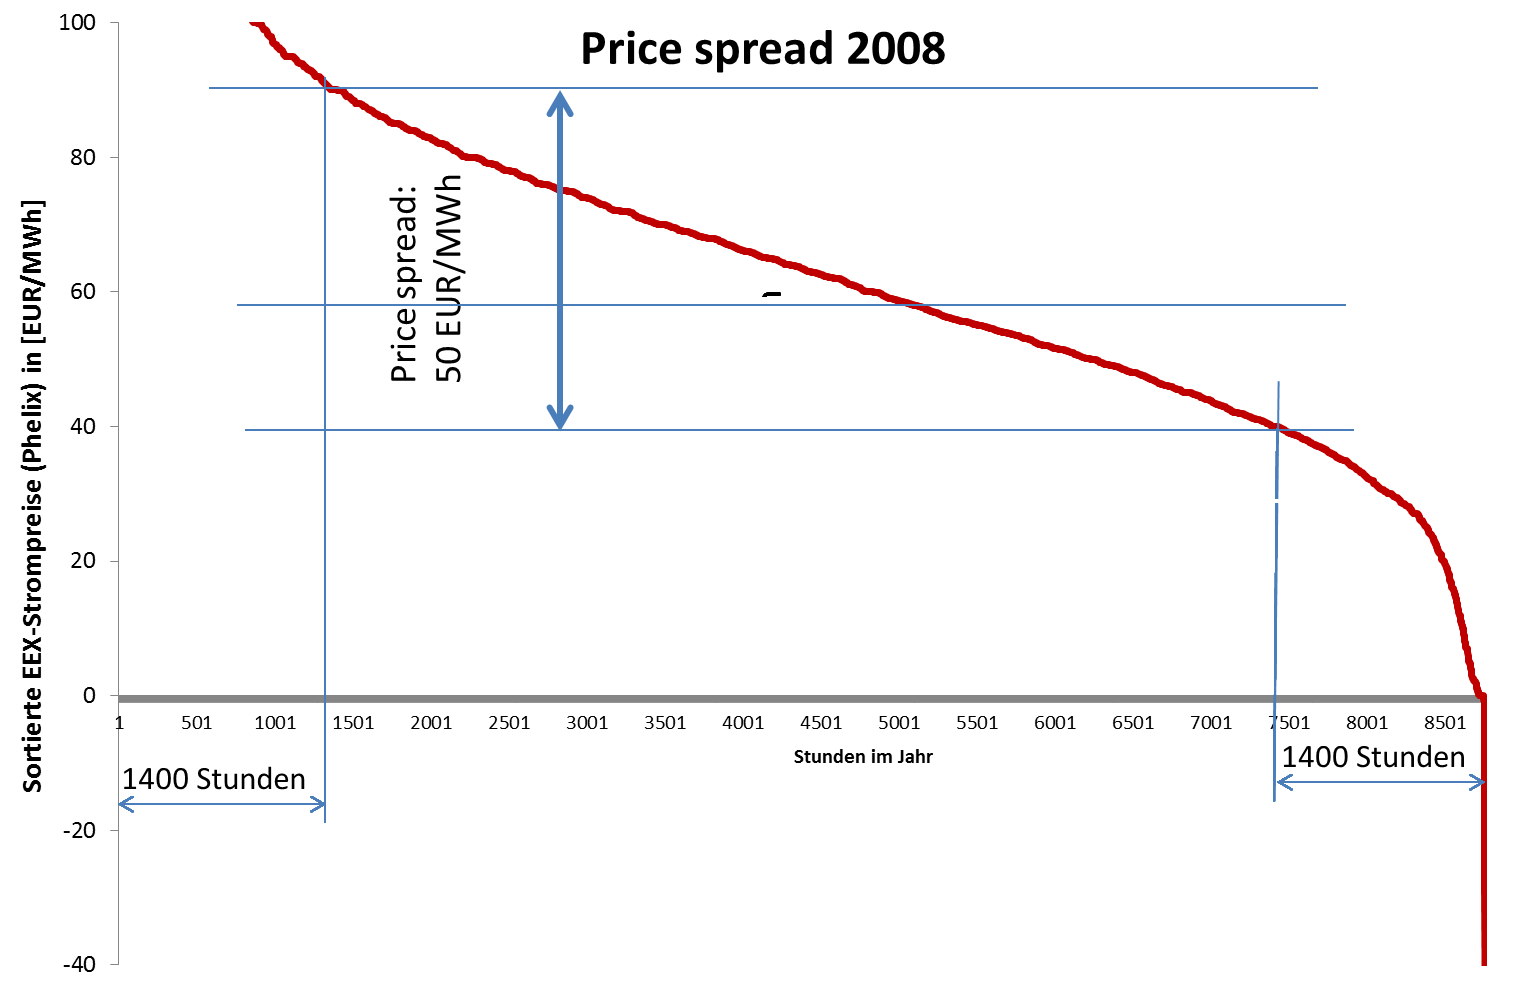 Price spread 2008
100
80
60
40
20
0
-20
-40
Sortierte EEX-Strompreise (Phelix) in [EUR/MWh]
Price spread:
50 EUR/MWh
1 501 1001 1501 2001 2501 3001 3501 4001 4501 5001 5501 6001 6501 7001 7501 8001 8501
Stunden im Jahr
1400 Stunden
1400 Stunden